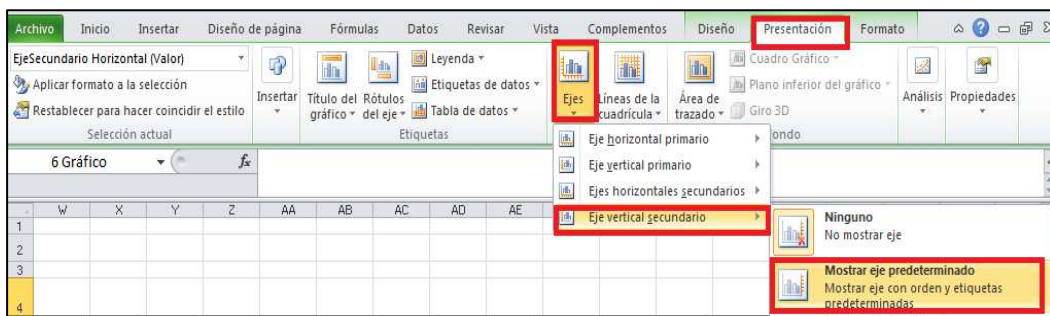 Archivo Inicio Insertar Diseño de página Fórmulas Datos Revisar Vista Complementos Diseño Presentación Formato
EjeSecundario Horizontal (Valor)
Aplicar formato a la selección
Restablecer para hacer coincidir el estilo
Selección actual
Insertar
Título del gráfico
Rótulos del eje
Leyenda
Etiquetas de datos
Tabla de datos
Etiquetas
Ejes
Líneas de la cuadrícula
Área de trazado
Cuadro Gráfico
Plano inferior del gráfico
Giro 3D
ondo
Análisis
Propiedades
6 Gráfico fx
Eje horizontal primario
Eje vertical primario
Ejes horizontales secundarios
Eje vertical secundario
Ninguno
No mostrar eje
Mostrar eje predeterminado
Mostrar eje con orden y etiquetas
predeterminadas
W X Y Z AA AB AC AD AE
1
2
3
4